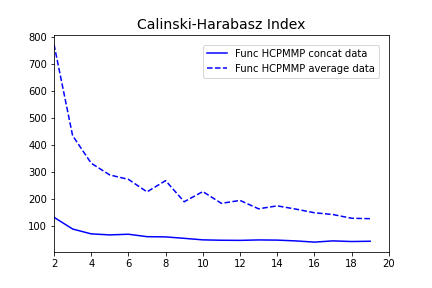 Calinski-Harabasz Index
Func HCPMMP concat data
Func HCPMMP average data
800
700
600
500
400
300
200
100
2 4 6 8 10 12 14 16 18 20